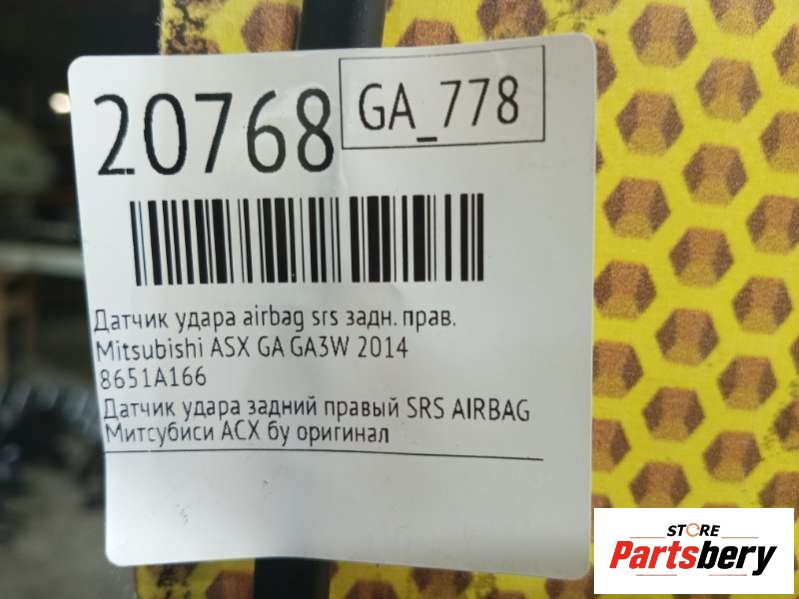 20768
GA_778
Датчик удара airbag srs задн. прав.
Mitsubishi ASX GA GA3W 2014
8651A166
Датчик удара задний правый SRS AIRBAG
Митсубиси АСХ бу оригинал
STORE
Partsbery